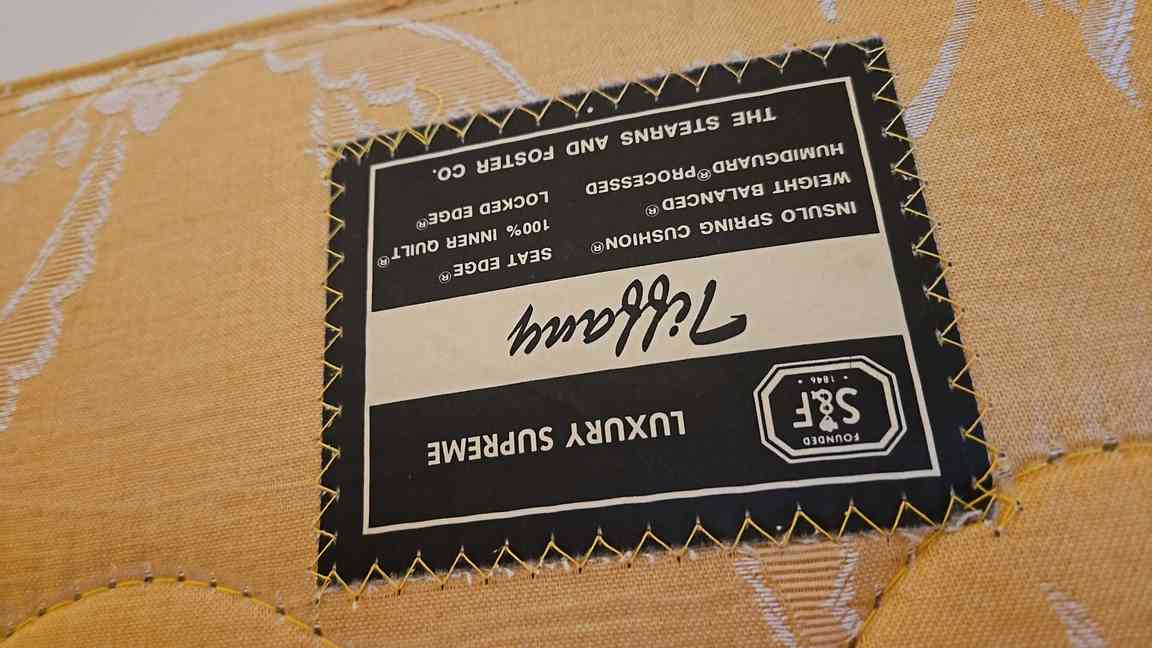 FOUNDED
S&F
• 1846 •
LUXURY SUPREME
Tiffany
INSULO SPRING CUSHION® SEAT EDGE®
WEIGHT BALANCED® 100% INNER QUILT®
HUMIDGUARD® PROCESSED LOCKED EDGE®
THE STEARNS AND FOSTER CO.